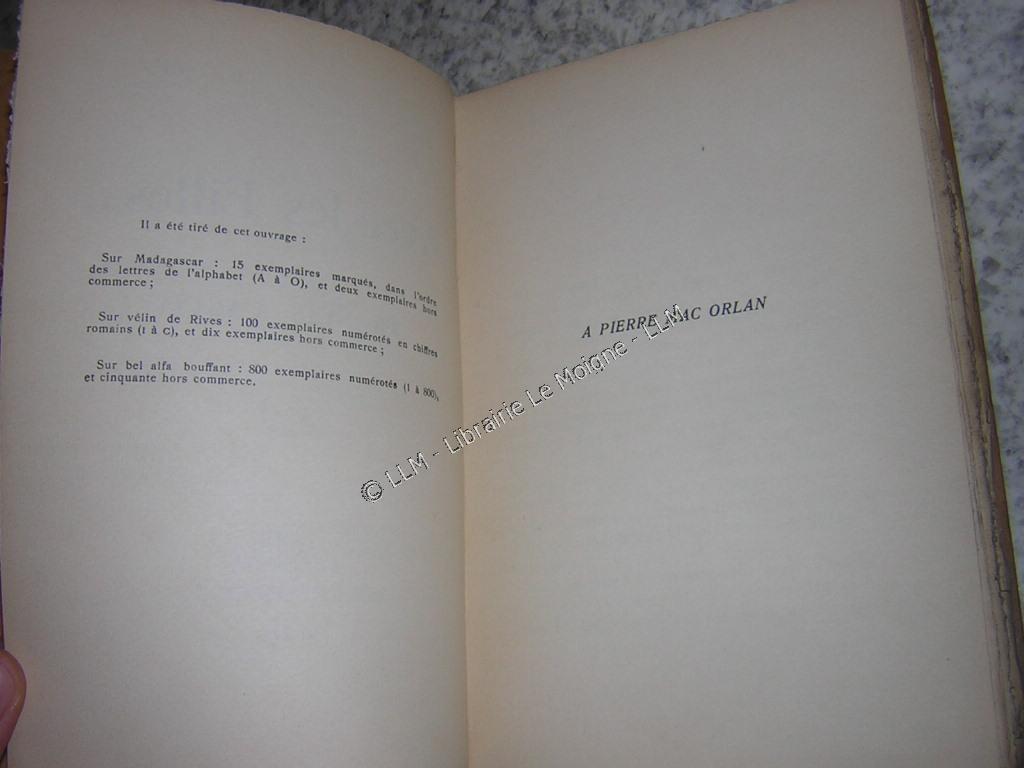 Il a été tiré de cet ouvrage :
Sur Madagascar : 15 exemplaires marqués, dans l'ordre
des lettres de l'alphabet (A à O), et deux exemplaires hors
commerce ;
Sur vélin de Rives : 100 exemplaires numérotés en chiffres
romains (I à C), et dix exemplaires hors commerce ;
Sur bel alfa bouffant : 800 exemplaires numérotés (1 à 800),
et cinquante hors commerce.
A PIERRE MAC ORLAN
© LLM - Librairie Le Moigne - LLM